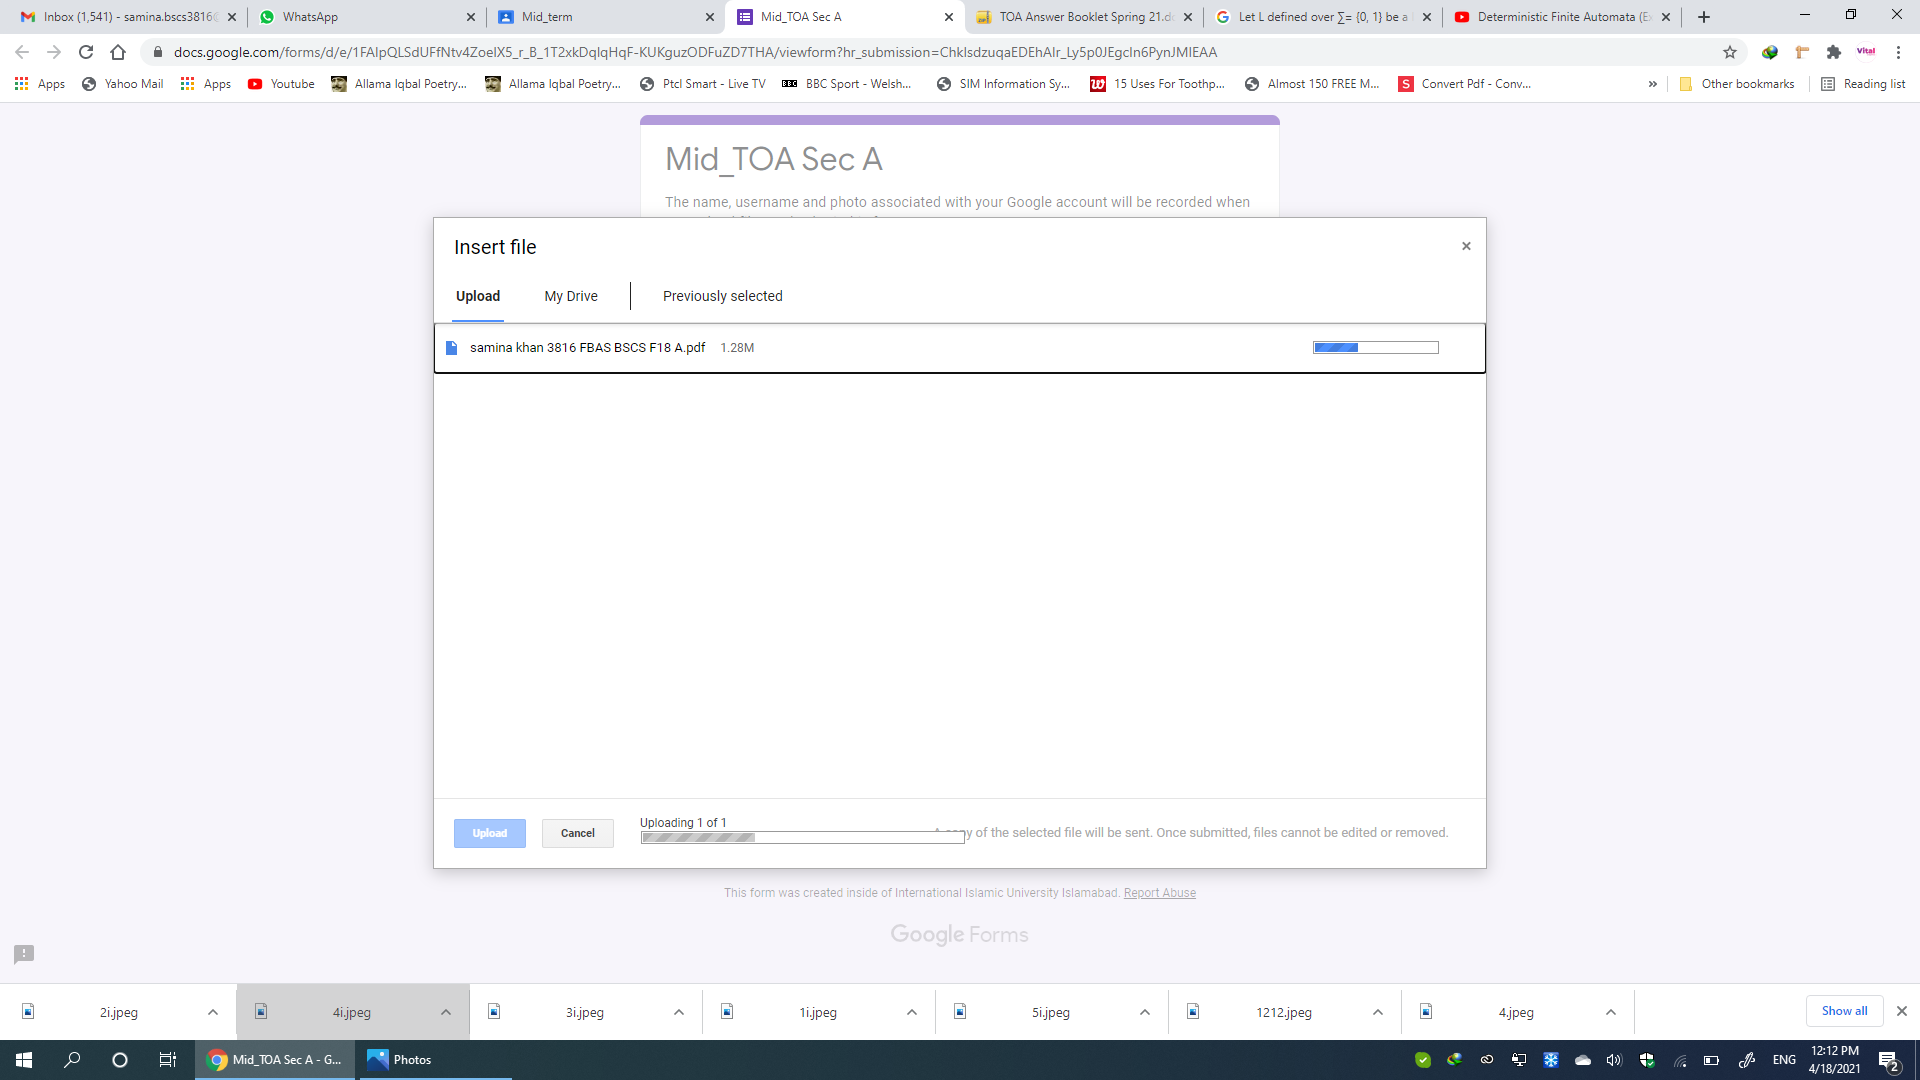 Inbox (1,541) - samina.bscs3816@
WhatsApp
Mid_term
Mid_TOA Sec A
TOA Answer Booklet Spring 21.d
Let L defined over ∑= {0, 1} be a
Deterministic Finite Automata (E
docs.google.com/forms/d/e/1FAIpQLSdUFfNtv4ZoelX5_r_B_1T2xkDqlqHqF-KUKguzODFuZD7THA/viewform?hr_submission=ChkIsdzuqaEDEhAIr_Ly5p0JEgcIn6PynJMIEAA
Vital
Apps
Yahoo Mail
Apps
Youtube
Allama Iqbal Poetry...
Allama Iqbal Poetry...
Ptcl Smart - Live TV
BBC
BBC Sport - Welsh...
SIM Information Sy...
15 Uses For Toothp...
Almost 150 FREE M...
S
Convert Pdf - Conv...
»
Other bookmarks
Reading list
Mid_TOA Sec A
The name, username and photo associated with your Google account will be recorded when
Insert file
Upload
My Drive
Previously selected
samina khan 3816 FBAS BSCS F18 A.pdf
1.28M
Upload
Cancel
Uploading 1 of 1
A copy of the selected file will be sent. Once submitted, files cannot be edited or removed.
This form was created inside of International Islamic University Islamabad. Report Abuse
Google Forms
2i.jpeg
4i.jpeg
3i.jpeg
1i.jpeg
5i.jpeg
1212.jpeg
4.jpeg
Show all
Mid_TOA Sec A - G...
Photos
ENG
12:12 PM
4/18/2021
2